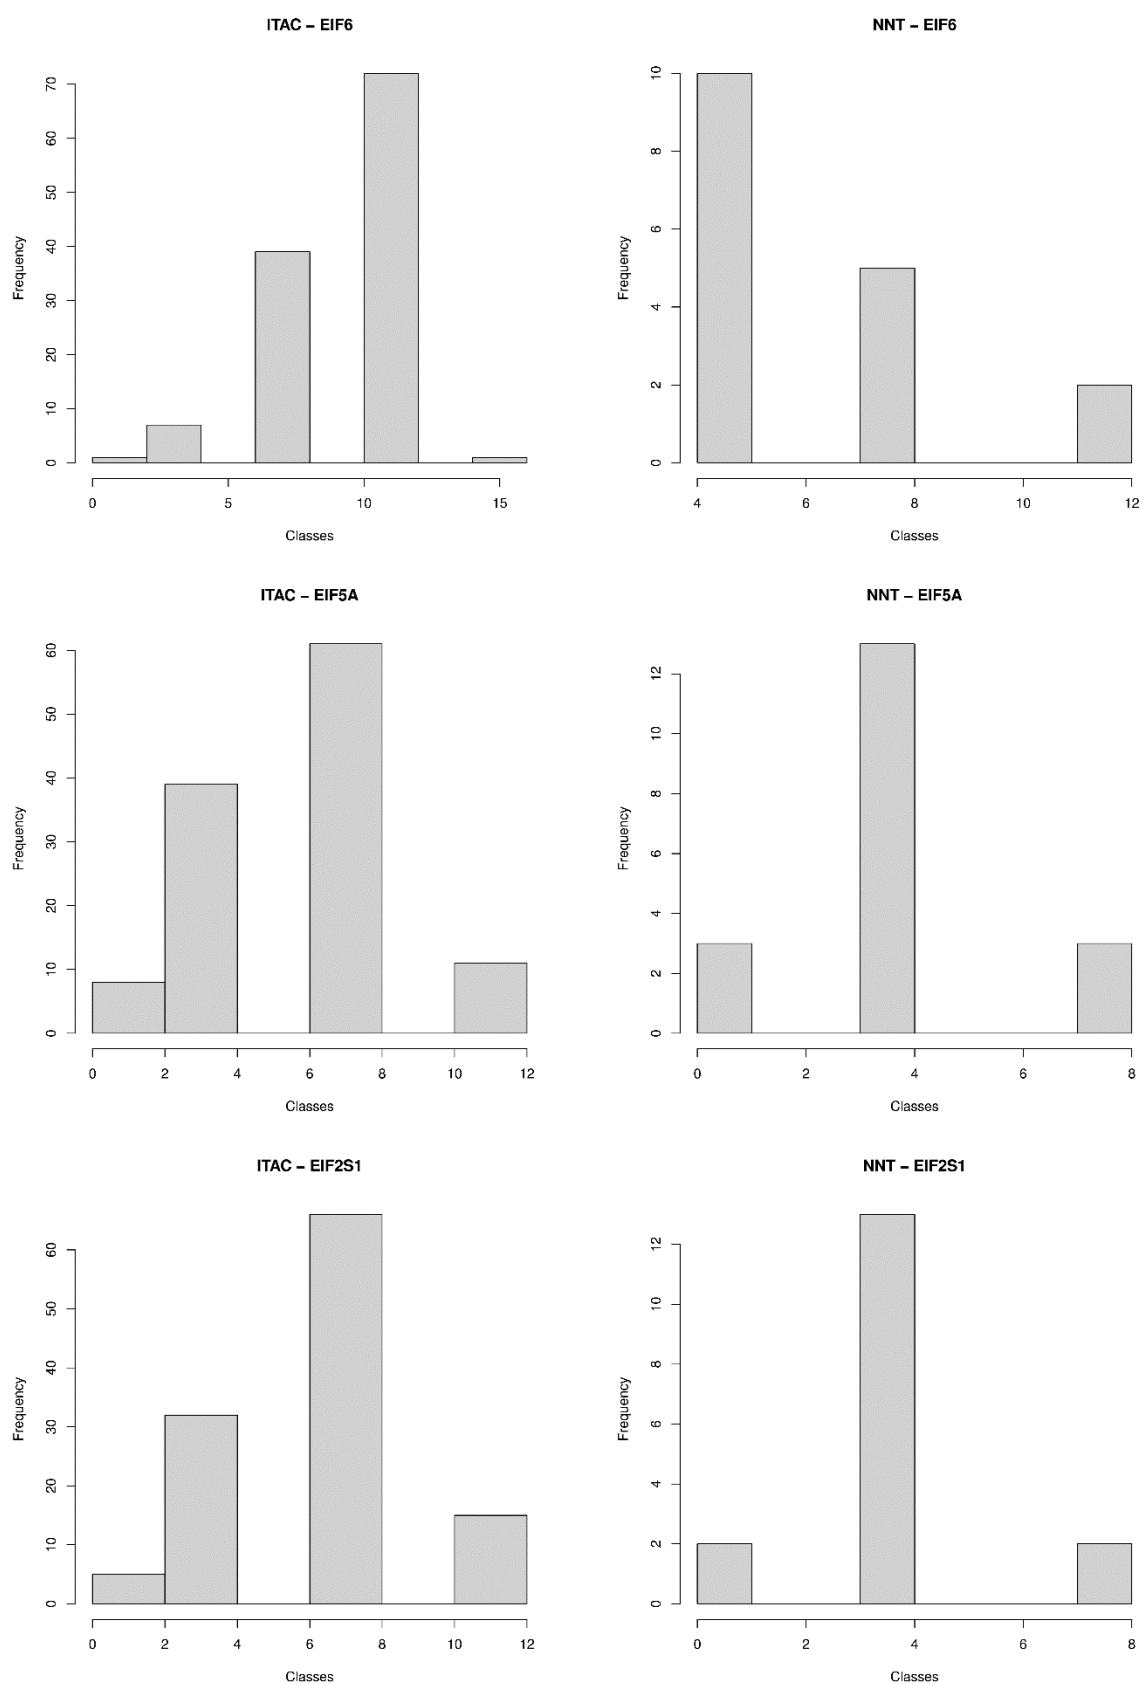 ITAC – EIF6
70
60
50
40
30
20
10
0
Frequency
0 5 10 15
Classes
NNT – EIF6
10
8
6
4
2
0
Frequency
4 6 8 10 12
Classes
ITAC – EIF5A
60
50
40
30
20
10
0
Frequency
0 2 4 6 8 10 12
Classes
NNT – EIF5A
12
10
8
6
4
2
0
Frequency
0 2 4 6 8
Classes
ITAC – EIF2S1
60
50
40
30
20
10
0
Frequency
0 2 4 6 8 10 12
Classes
NNT – EIF2S1
12
10
8
6
4
2
0
Frequency
0 2 4 6 8
Classes